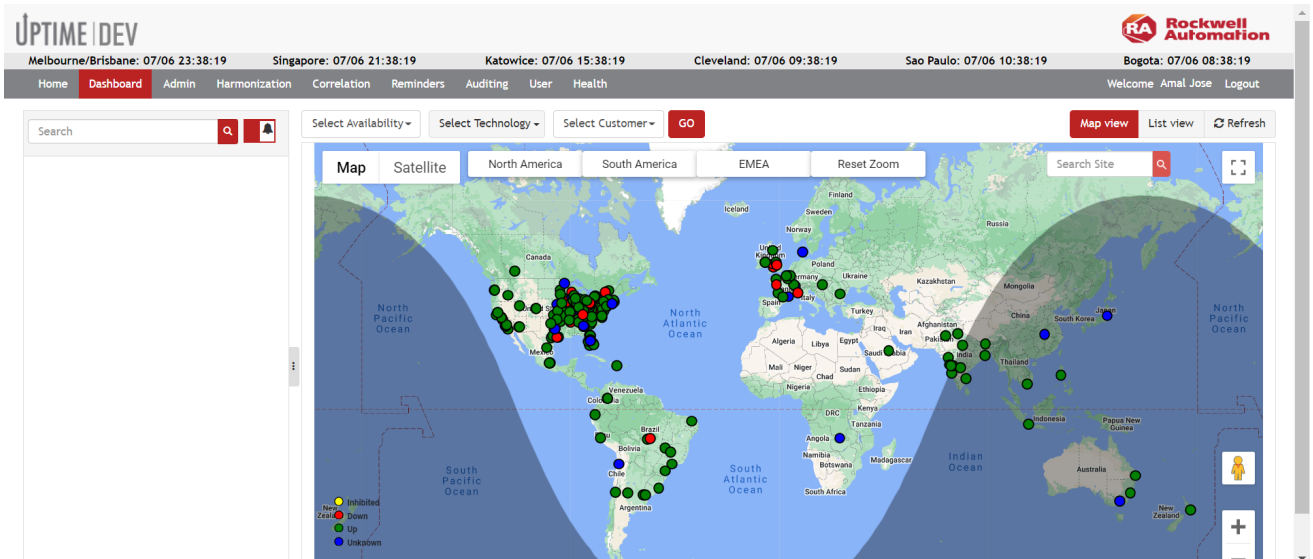 UPTIME|DEV
Rockwell Automation
RA
Melbourne/Brisbane: 07/06 23:38:19 Singapore: 07/06 21:38:19 Katowice: 07/06 15:38:19 Cleveland: 07/06 09:38:19 Sao Paulo: 07/06 10:38:19 Bogota: 07/06 08:38:19
Home Dashboard Admin Harmonization Correlation Reminders Auditing User Health Welcome Amal Jose Logout
Search Select Availability Select Technology Select Customer GO Map view List view Refresh
Map Satellite North America South America EMEA Reset Zoom Search Site
Iceland
Finland
Sweden
Norway
Russia
Canada
Poland
Ukraine
Kazakhstan
Mongolia
North Pacific Ocean
North Atlantic Ocean
Spain
Italy
Turkey
China
South Korea
Japan
North Pacific Ocean
Afghanistan
Iraq
Iran
Algeria
Libya
Egypt
Mexico
India
Thailand
Mali
Niger
Chad
Sudan
Nigeria
Ethiopia
Venezuela
DRC
Kenya
Tanzania
Indonesia
Papua New Guinea
Brazil
Bolivia
Angola
Namibia
Botswana
Madagascar
Indian Ocean
Chile
South Pacific Ocean
South Atlantic Ocean
South Africa
Australia
Argentina
New Zealand
Inhibited
Down
Up
Unknown